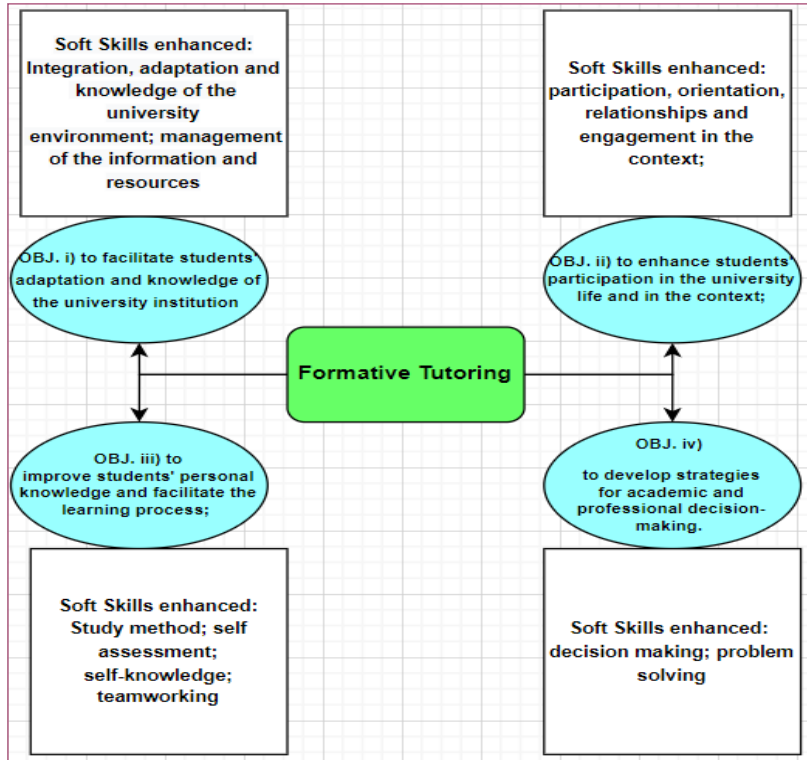 Soft Skills enhanced:
Integration, adaptation and
knowledge of the
university
environment; management
of the information and
resources
Soft Skills enhanced:
participation, orientation,
relationships and
engagement in the
context;
OBJ. i) to facilitate students'
adaptation and knowledge of
the university institution
OBJ. ii) to enhance students'
participation in the university
life and in the context;
Formative Tutoring
OBJ. iii) to
improve students' personal
knowledge and facilitate the
learning process;
OBJ. iv)
to develop strategies
for academic and
professional decision-
making.
Soft Skills enhanced:
Study method; self
assessment;
self-knowledge;
teamworking
Soft Skills enhanced:
decision making; problem
solving